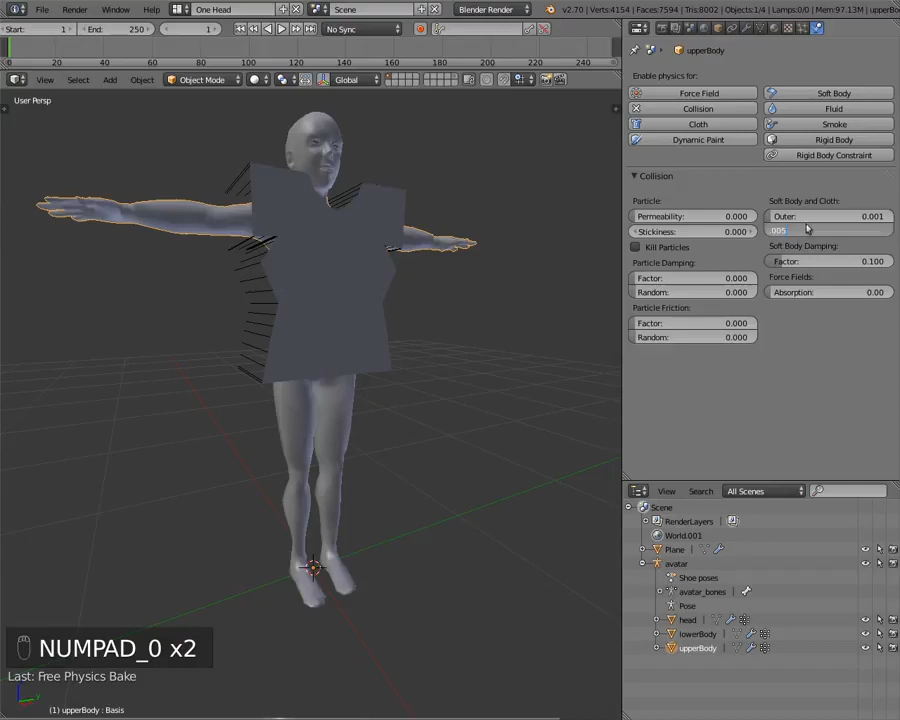 File Render Window Help One Head Scene Blender Render v2.70 | Verts:4154 | Faces:7594 | Tris:8002 | Objects:1/4 | Lamps:0/0 | Mem:97.13M | upperBo
Start: 1 End: 250 1 No Sync
0 20 40 60 80 100 120 140 160 180 200 220 240
View Select Add Object Object Mode Global
User Persp
upperBody
Enable physics for:
Force Field Soft Body
Collision Fluid
Cloth Smoke
Dynamic Paint Rigid Body
Rigid Body Constraint
Collision
Particle: Soft Body and Cloth:
Permeability: 0.000 Outer: 0.001
Stickiness: 0.000 .005
Kill Particles Soft Body Damping:
Particle Damping: Factor: 0.100
Factor: 0.000 Force Fields:
Random: 0.000 Absorption: 0.00
Particle Friction:
Factor: 0.000
Random: 0.000
View Search All Scenes
Scene
RenderLayers
World.001
Plane
avatar
Shoe poses
avatar_bones
Pose
head
lowerBody
upperBody
NUMPAD_0 x2
Last: Free Physics Bake
(1) upperBody : Basis